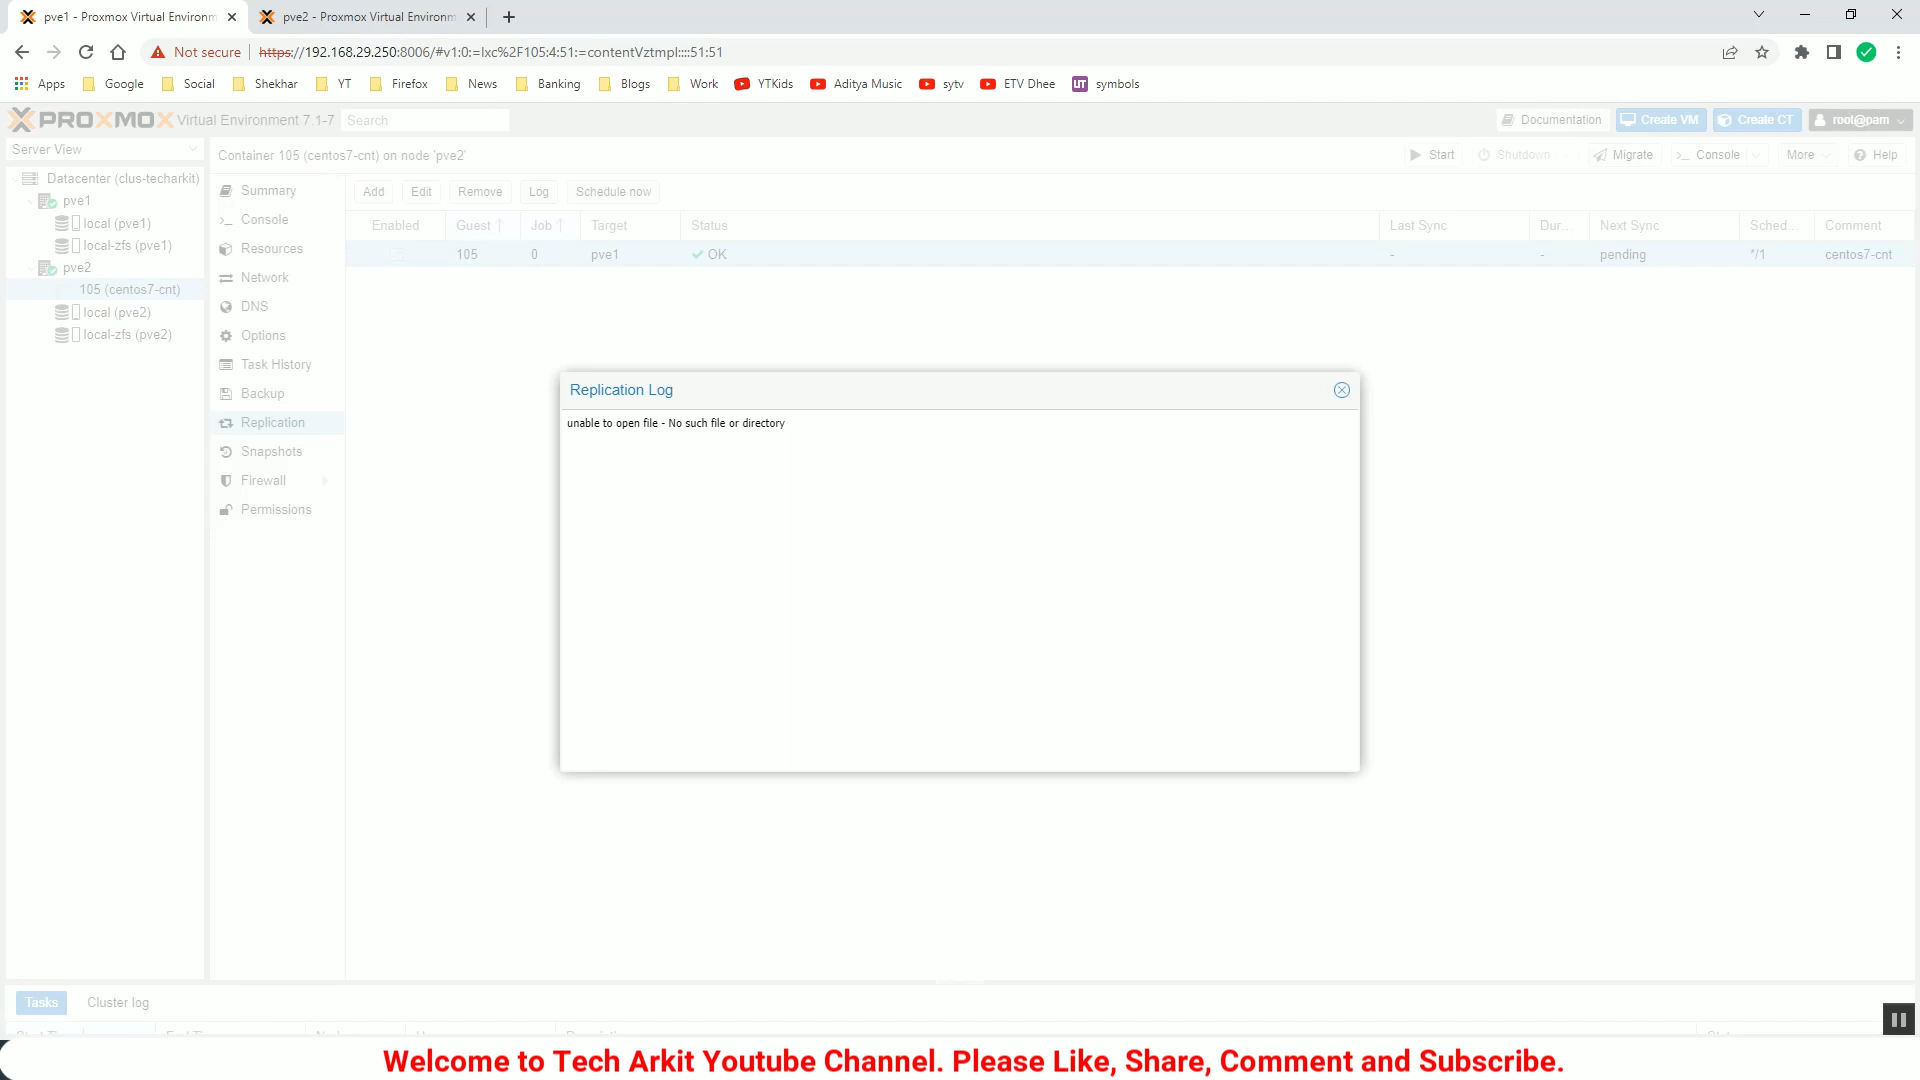 pve1 - Proxmox Virtual Environm
pve2 - Proxmox Virtual Environm
Not secure
https://192.168.29.250:8006/#v1:0:=lxc%2F105:4:51:=contentVztmpl::::51:51
Apps
Google
Social
Shekhar
YT
Firefox
News
Banking
Blogs
Work
YTKids
Aditya Music
sytv
ETV Dhee
UT symbols
PROXMOX Virtual Environment 7.1-7
Search
Documentation
Create VM
Create CT
root@pam
Server View
Datacenter (clus-techarkit)
pve1
local (pve1)
local-zfs (pve1)
pve2
105 (centos7-cnt)
local (pve2)
local-zfs (pve2)
Container 105 (centos7-cnt) on node 'pve2'
Start
Shutdown
Migrate
>_ Console
More
Help
Summary
>_ Console
Resources
Network
DNS
Options
Task History
Backup
Replication
Snapshots
Firewall
Permissions
Add
Edit
Remove
Log
Schedule now
Enabled Guest Job Target Status Last Sync Dur... Next Sync Sched... Comment
105 0 pve1 OK - - pending */1 centos7-cnt
Replication Log
unable to open file - No such file or directory
Tasks
Cluster log
Welcome to Tech Arkit Youtube Channel. Please Like, Share, Comment and Subscribe.